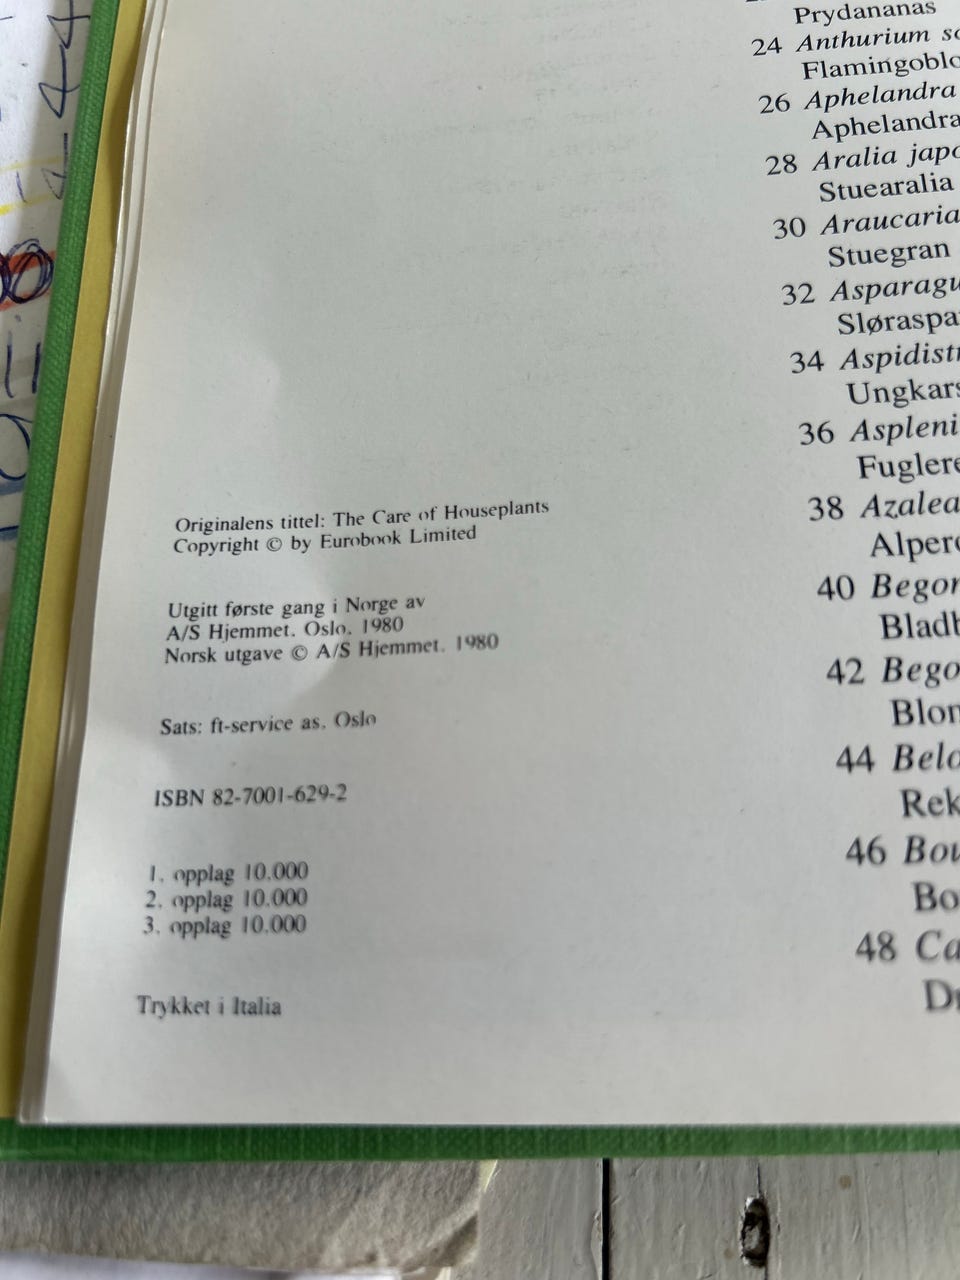 Originalens tittel: The Care of Houseplants
Copyright © by Eurobook Limited
Utgitt første gang i Norge av
A/S Hjemmet. Oslo. 1980
Norsk utgave © A/S Hjemmet. 1980
Sats: ft-service as. Oslo
ISBN 82-7001-629-2
1. opplag 10.000
2. opplag 10.000
3. opplag 10.000
Trykket i Italia
Prydananas
24 Anthurium
26 Aphelandra
Aphelandra
28 Aralia
Stuearalia
30 Araucaria
Stuegran
32
34
36
38 Azalea
40
42
44
46
48